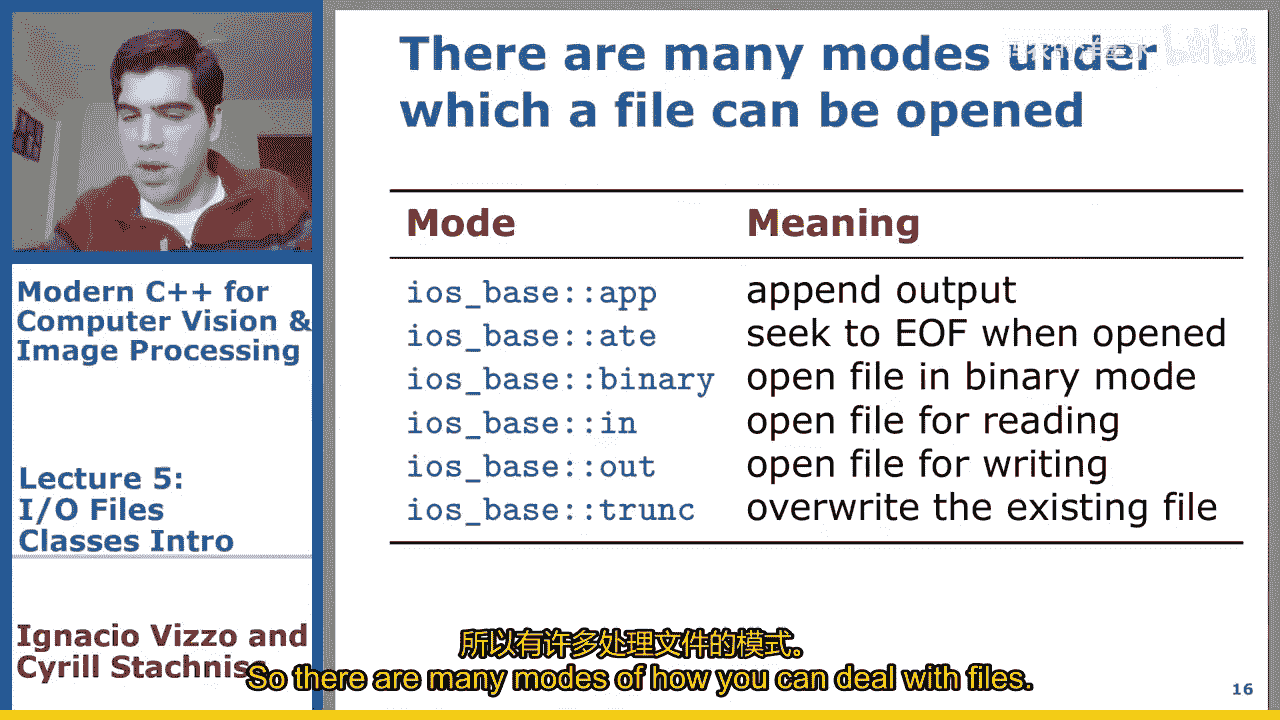 There are many modes under
which a file can be opened
Mode Meaning
ios_base::app append output
ios_base::ate seek to EOF when opened
ios_base::binary open file in binary mode
ios_base::in open file for reading
ios_base::out open file for writing
ios_base::trunc overwrite the existing file
Modern C++ for
Computer Vision &
Image Processing
Lecture 5:
I/O Files
Classes Intro
Ignacio Vizzo and
Cyrill Stachniss
所以有许多处理文件的模式。
So there are many modes of how you can deal with files.
16